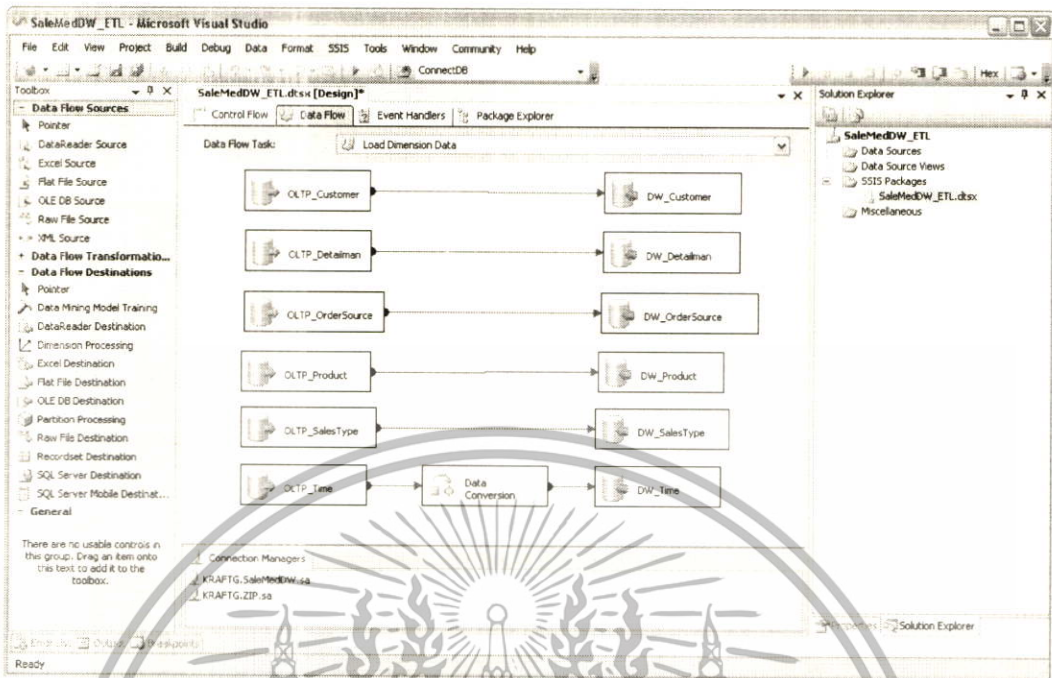 SaleMedDW_ETL - Microsoft Visual Studio
File Edit View Project Build Debug Data Format SSIS Tools Window Community Help
ConnectDB
Hex
Toolbox
Data Flow Sources
Pointer
DataReader Source
Excel Source
Flat File Source
OLE DB Source
Raw File Source
XML Source
Data Flow Transformatio...
Data Flow Destinations
Pointer
Data Mining Model Training
DataReader Destination
Dimension Processing
Excel Destination
Flat File Destination
OLE DB Destination
Partition Processing
Raw File Destination
Recordset Destination
SQL Server Destination
SQL Server Mobile Destinat...
General
There are no usable controls in
this group. Drag an item onto
this text to add it to the
toolbox.
SaleMedDW_ETL.dtsx [Design]*
Control Flow Data Flow Event Handlers Package Explorer
Data Flow Task: Load Dimension Data
OLTP_Customer DW_Customer
OLTP_Detailman DW_Detailman
OLTP_OrderSource DW_OrderSource
OLTP_Product DW_Product
OLTP_SalesType DW_SalesType
OLTP_Time Data Conversion DW_Time
Connection Managers
KRAFTG.SaleMedDW.sa
KRAFTG.ZIP.sa
Solution Explorer
SaleMedDW_ETL
Data Sources
Data Source Views
SSIS Packages
SaleMedDW_ETL.dtsx
Miscellaneous
Properties Solution Explorer
Error List Output Breakpoints
Ready